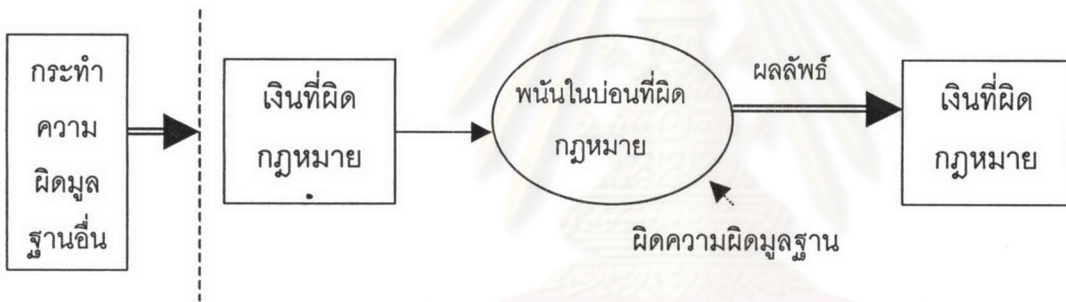 กระทำ
ความ
ผิดมูล
ฐานอื่น
เงินที่ผิด
กฎหมาย
พนันในบ่อนที่ผิด
กฎหมาย
ผลลัพธ์
เงินที่ผิด
กฎหมาย
ผิดความผิดมูลฐาน